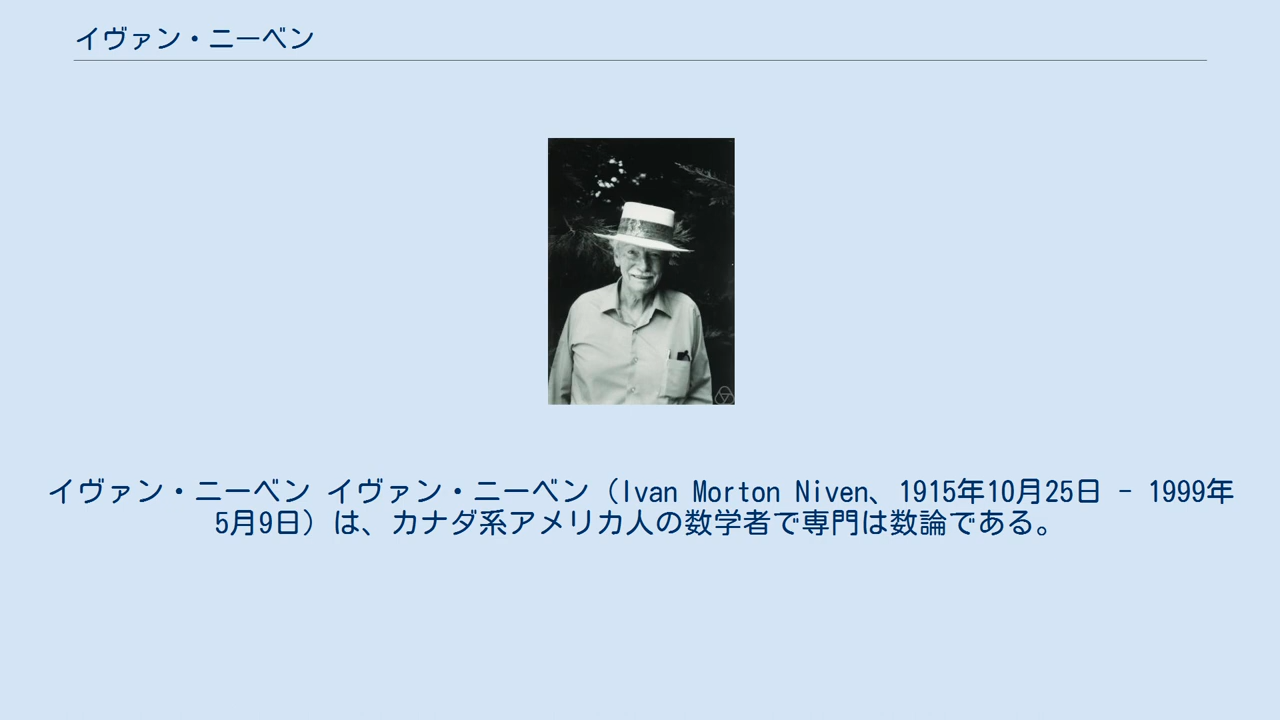 イヴァン・ニーベン
イヴァン・ニーベン イヴァン・ニーベン（Ivan Morton Niven、1915年10月25日 - 1999年
5月9日）は、カナダ系アメリカ人の数学者で専門は数論である。